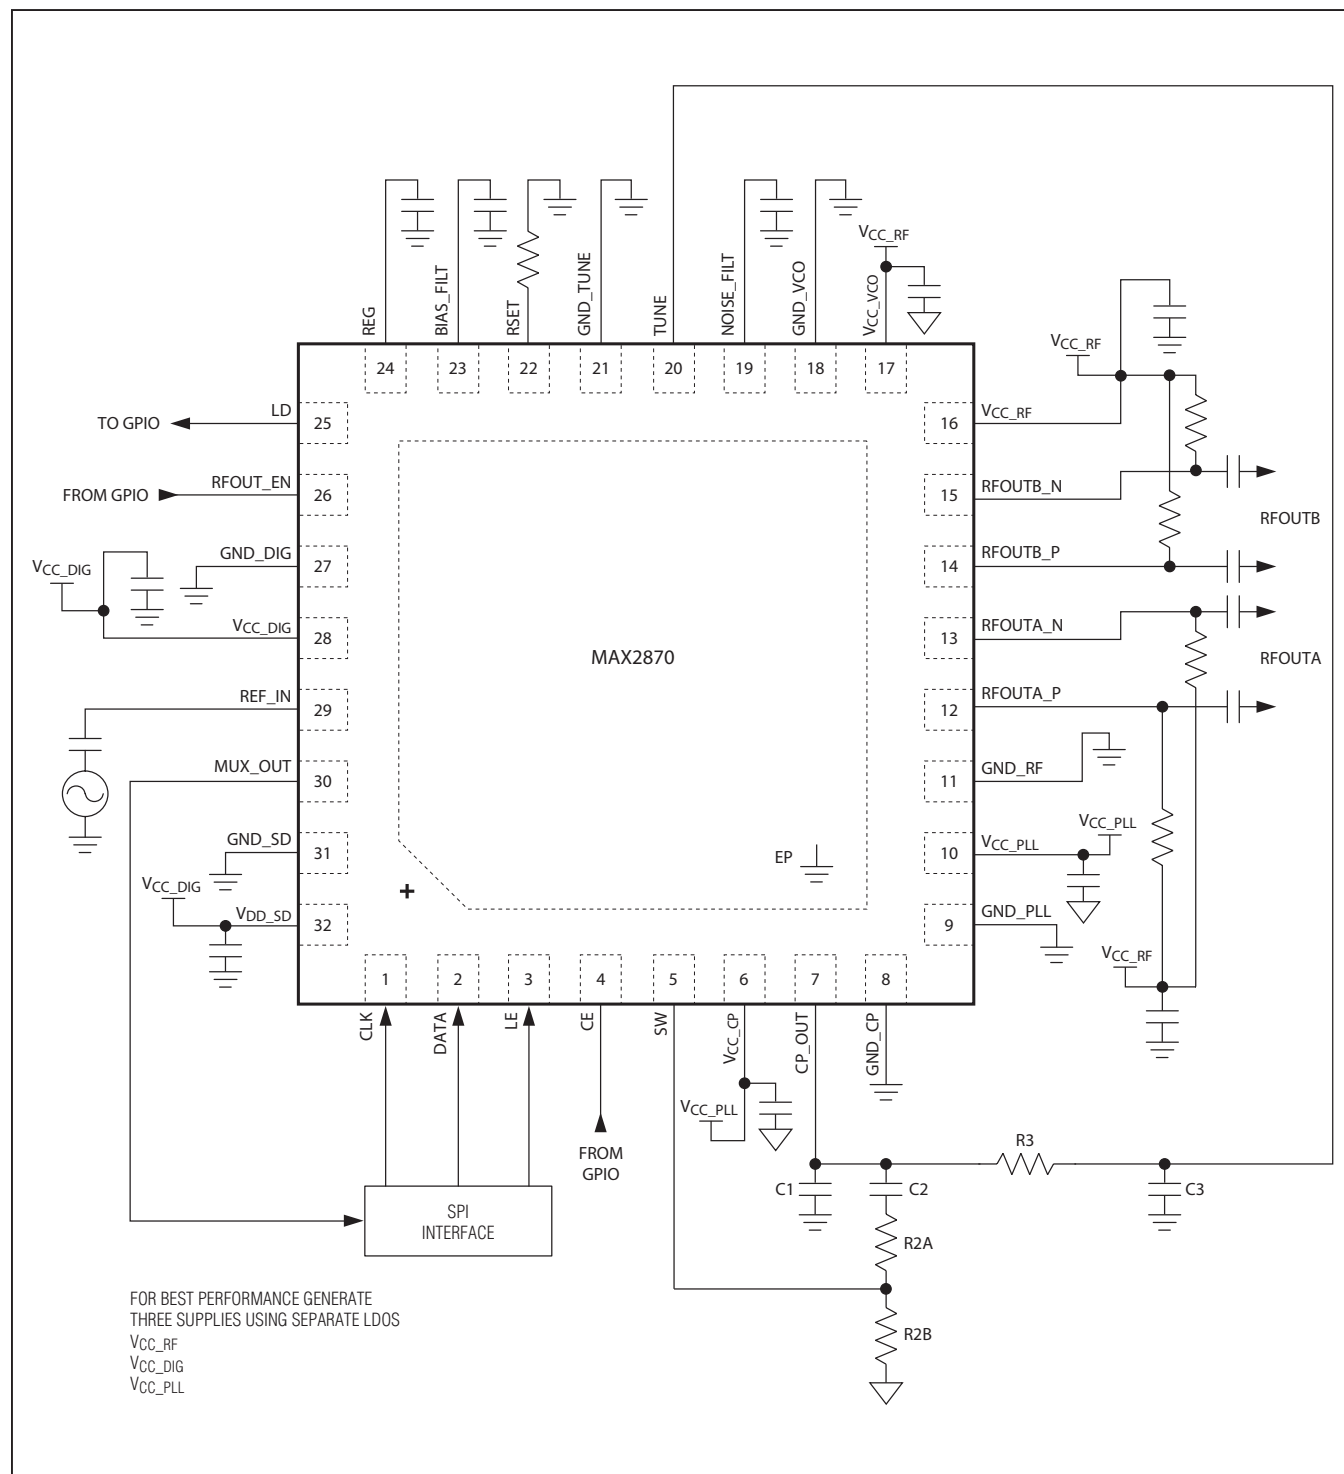 REG
BIAS_FILT
RSET
GND_TUNE
TUNE
NOISE_FILT
GND_VCO
VCC_VCO
VCC_RF
24
23
22
21
20
19
18
17
VCC_RF
TO GPIO
LD
25
16
VCC_RF
FROM GPIO
RFOUT_EN
26
15
RFOUTB_N
RFOUTB
VCC_DIG
GND_DIG
27
14
RFOUTB_P
VCC_DIG
28
13
RFOUTA_N
MAX2870
RFOUTA
REF_IN
29
12
RFOUTA_P
MUX_OUT
30
11
GND_RF
VCC_PLL
GND_SD
31
EP
10
VCC_PLL
VCC_DIG
+
VDD_SD
32
9
GND_PLL
VCC_RF
1
2
3
4
5
6
7
8
CLK
DATA
LE
CE
SW
VCC_CP
CP_OUT
GND_CP
VCC_PLL
FROM
GPIO
R3
C1
C2
C3
SPI
INTERFACE
R2A
R2B
FOR BEST PERFORMANCE GENERATE
THREE SUPPLIES USING SEPARATE LDOS
VCC_RF
VCC_DIG
VCC_PLL